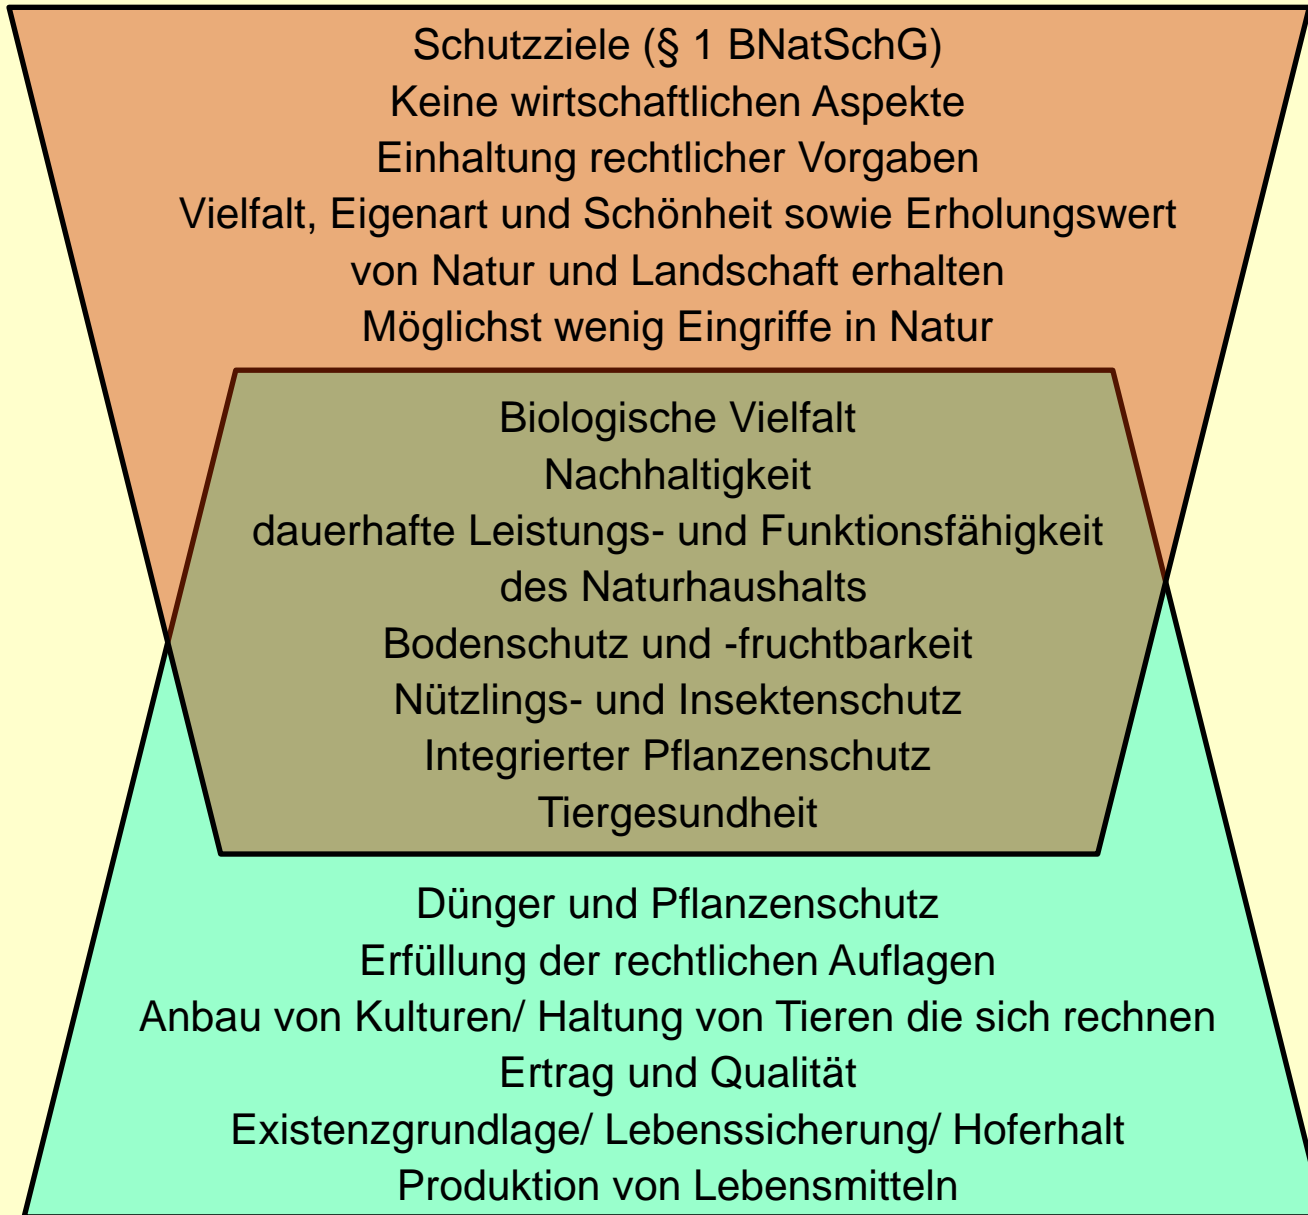 Schutzziele (§ 1 BNatSchG)
Keine wirtschaftlichen Aspekte
Einhaltung rechtlicher Vorgaben
Vielfalt, Eigenart und Schönheit sowie Erholungswert
von Natur und Landschaft erhalten
Möglichst wenig Eingriffe in Natur
Biologische Vielfalt
Nachhaltigkeit
dauerhafte Leistungs- und Funktionsfähigkeit
des Naturhaushalts
Bodenschutz und -fruchtbarkeit
Nützlings- und Insektenschutz
Integrierter Pflanzenschutz
Tiergesundheit
Dünger und Pflanzenschutz
Erfüllung der rechtlichen Auflagen
Anbau von Kulturen/ Haltung von Tieren die sich rechnen
Ertrag und Qualität
Existenzgrundlage/ Lebenssicherung/ Hoferhalt
Produktion von Lebensmitteln